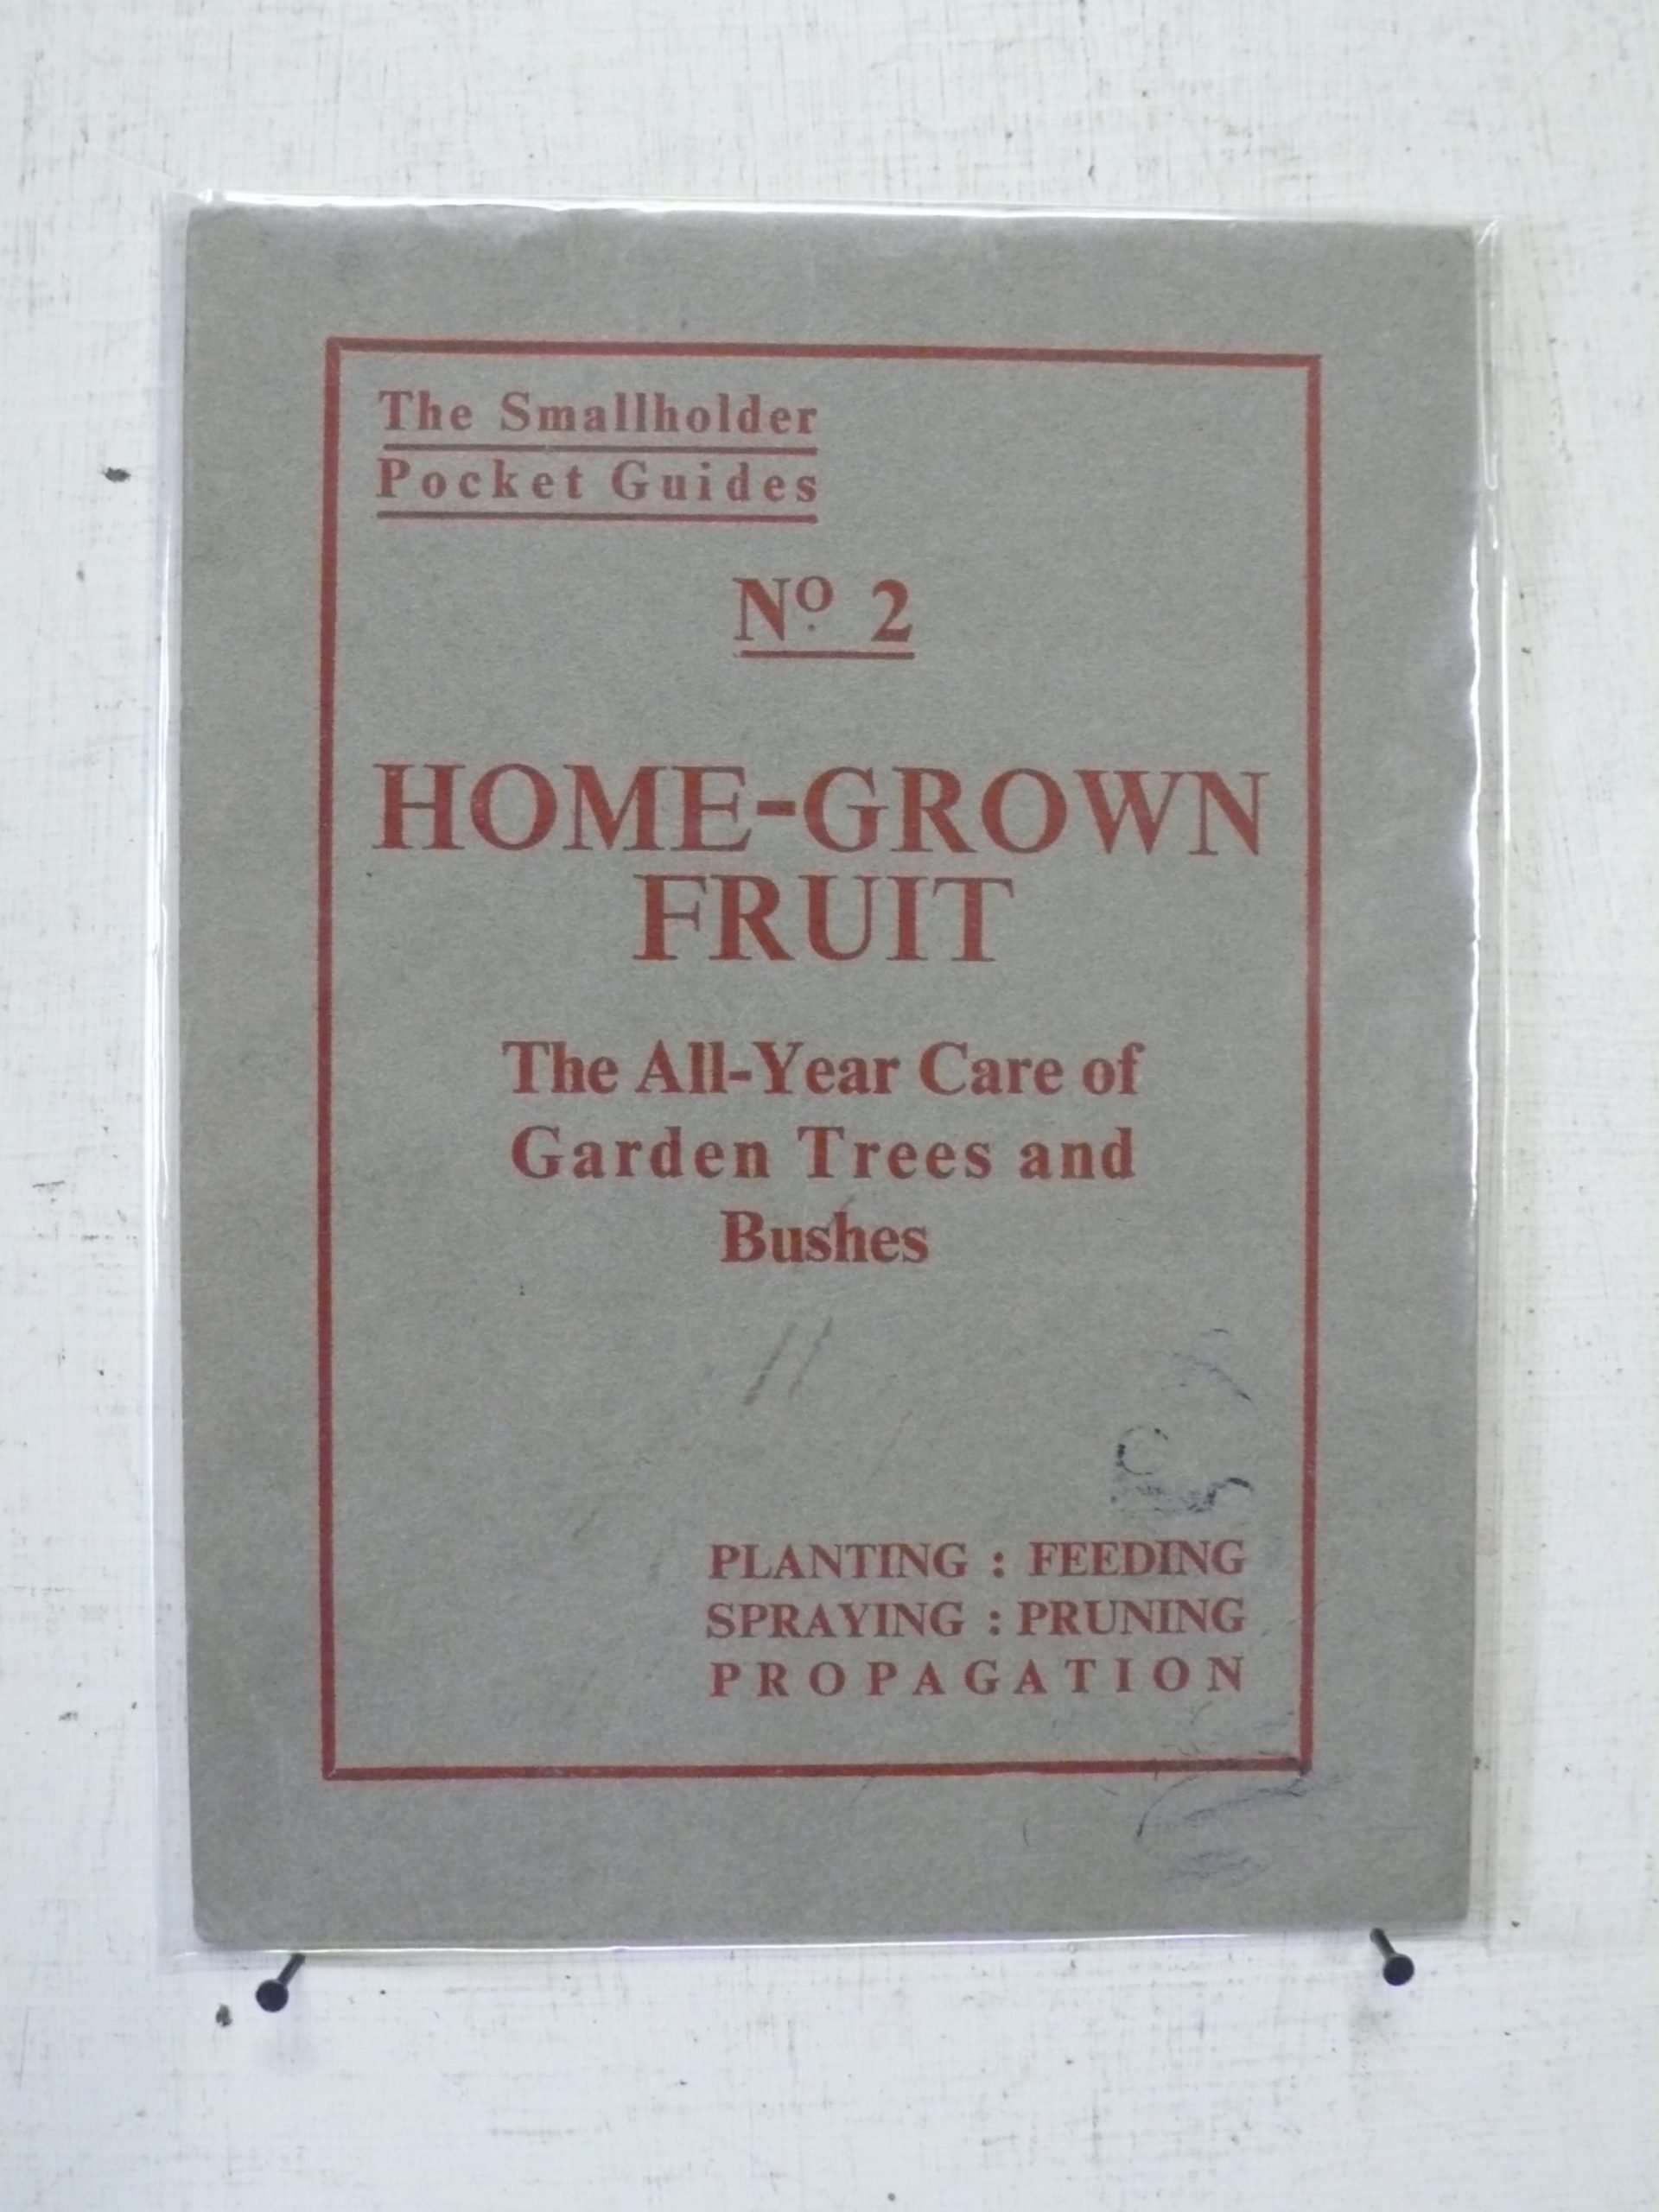 The Smallholder
Pocket Guides
Nº 2
HOME-GROWN
FRUIT
The All-Year Care of
Garden Trees and
Bushes
PLANTING : FEEDING
SPRAYING : PRUNING
PROPAGATION